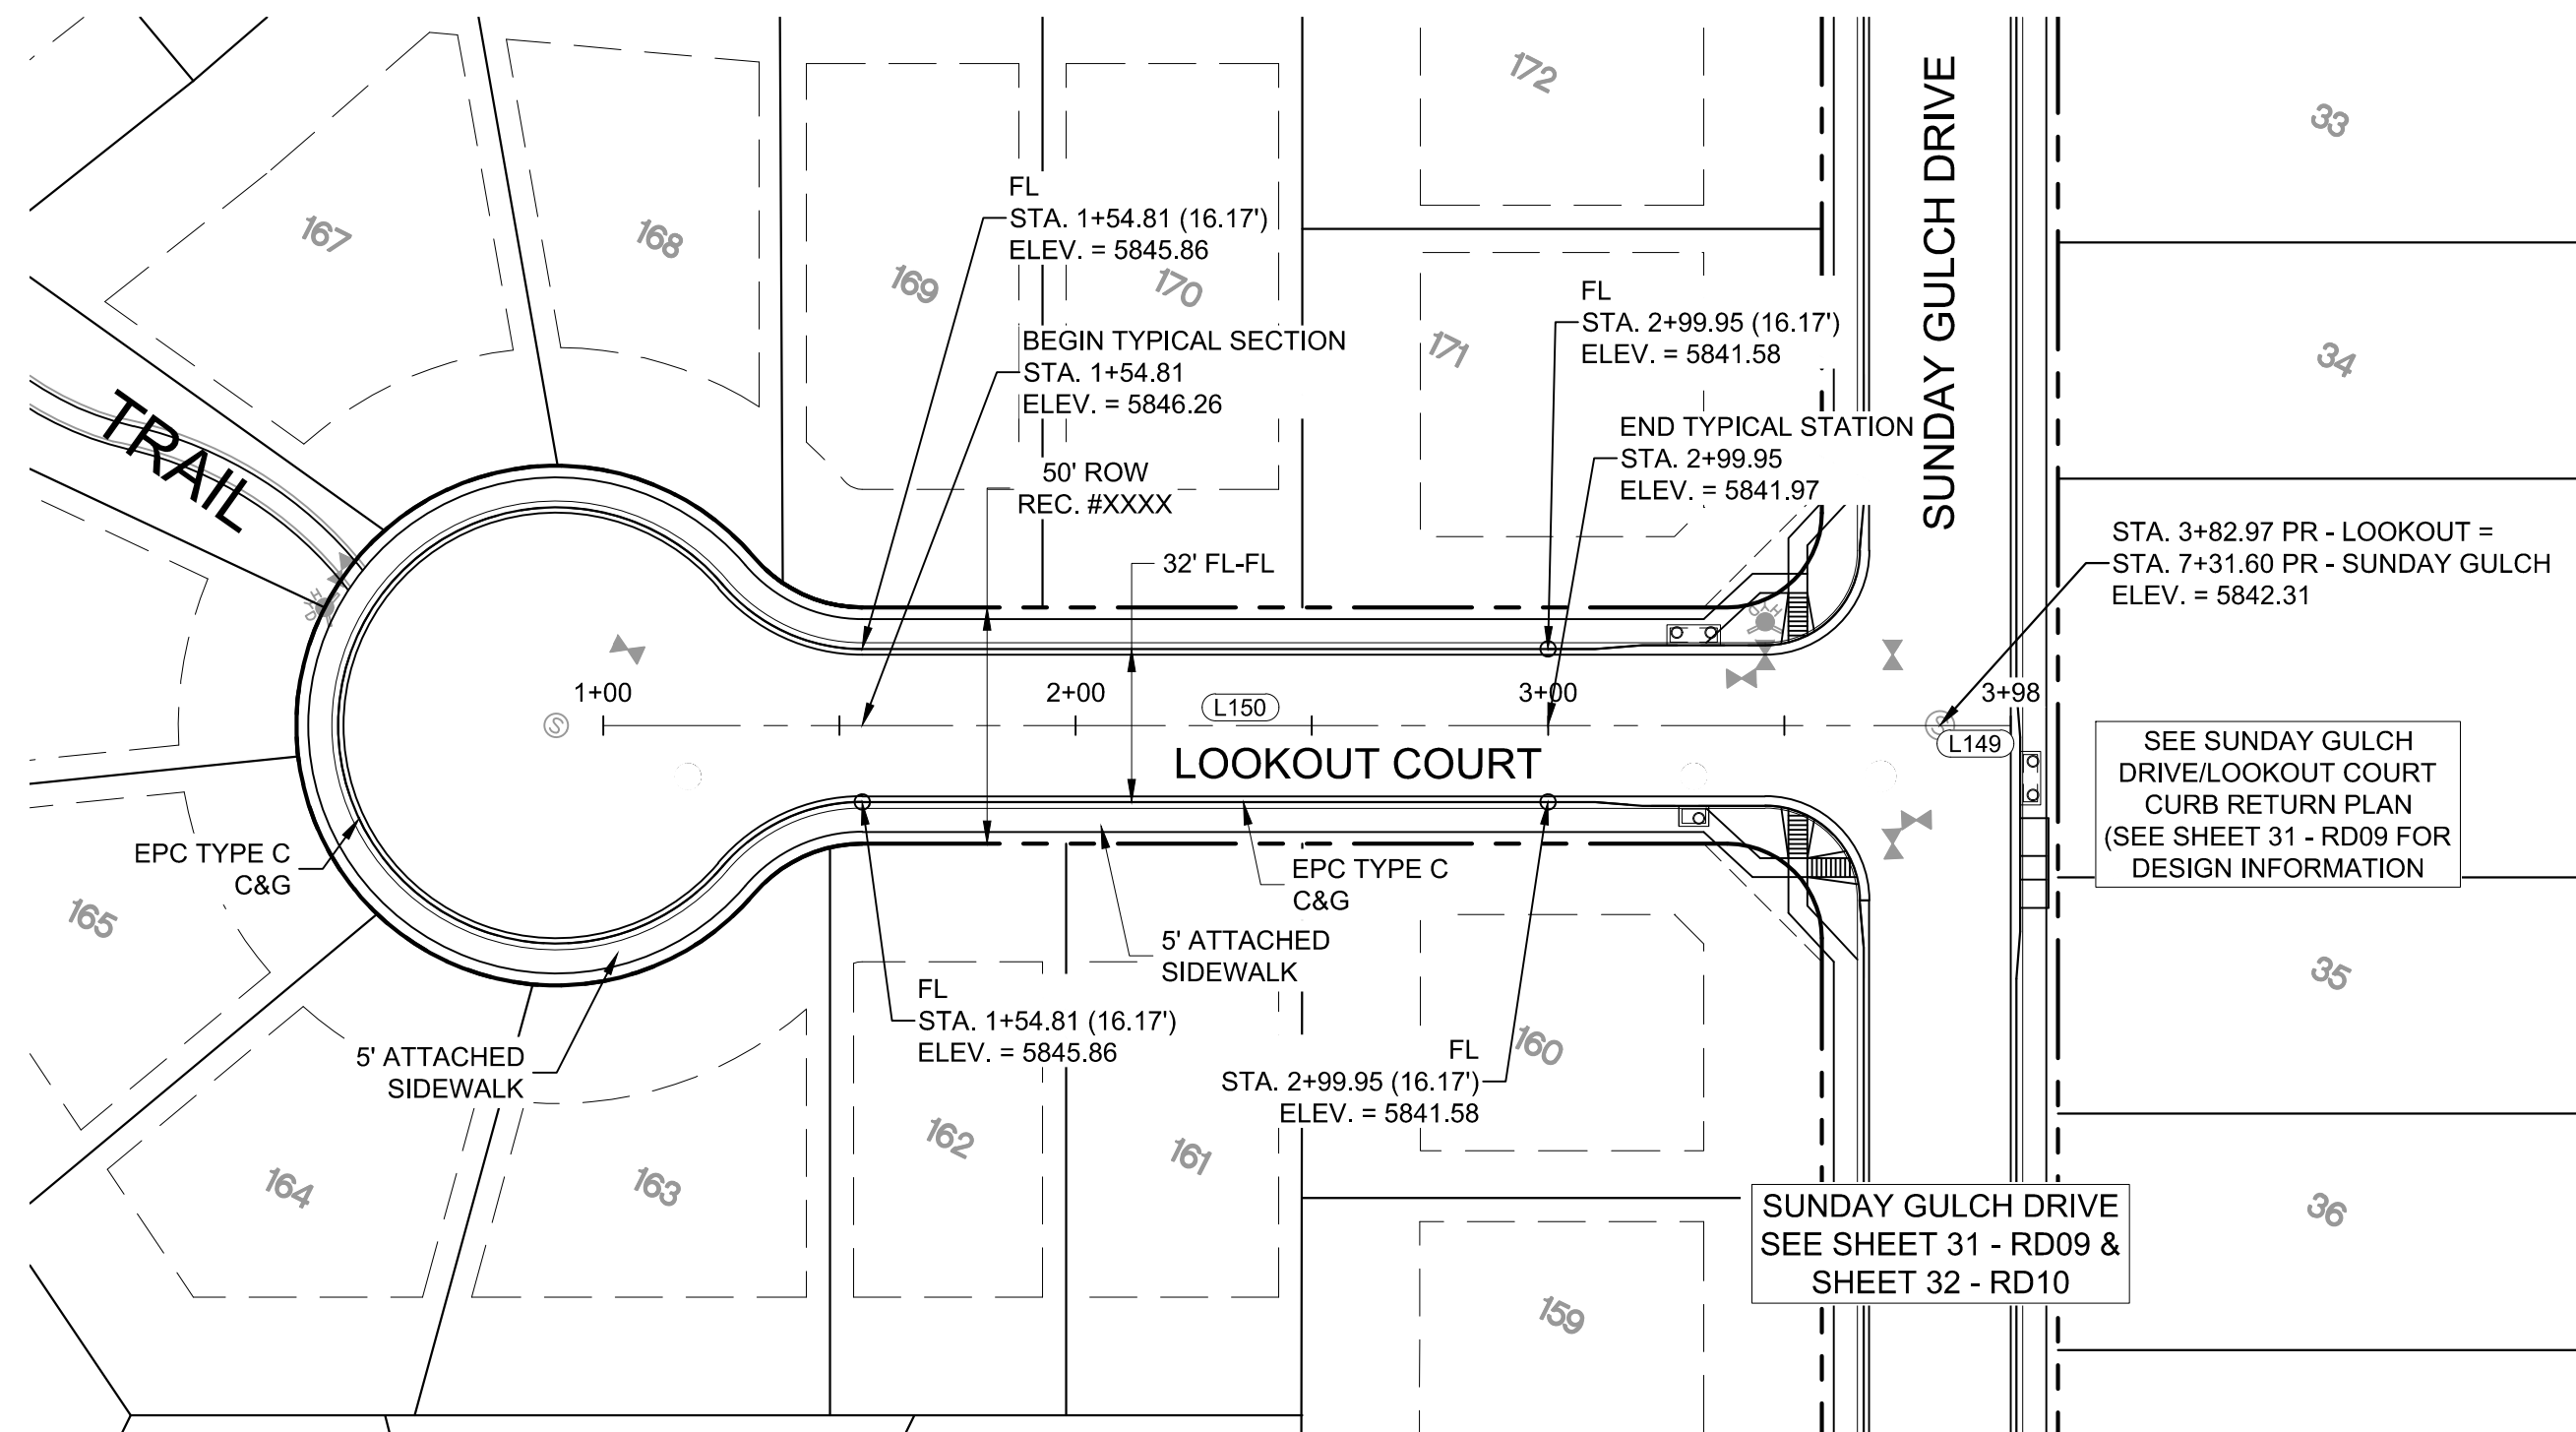 172
33
SUNDAY GULCH DRIVE
167
168
169
170
171
34
FL
STA. 1+54.81 (16.17')
ELEV. = 5845.86
BEGIN TYPICAL SECTION
STA. 1+54.81
ELEV. = 5846.26
FL
STA. 2+99.95 (16.17')
ELEV. = 5841.58
END TYPICAL STATION
STA. 2+99.95
ELEV. = 5841.97
TRAIL
50' ROW
REC. #XXXX
32' FL-FL
STA. 3+82.97 PR - LOOKOUT =
STA. 7+31.60 PR - SUNDAY GULCH
ELEV. = 5842.31
HYD
HYD
1+00
2+00
L150
3+00
3+98
S
S
L149
LOOKOUT COURT
SEE SUNDAY GULCH
DRIVE/LOOKOUT COURT
CURB RETURN PLAN
(SEE SHEET 31 - RD09 FOR
DESIGN INFORMATION
EPC TYPE C
C&G
EPC TYPE C
C&G
165
5' ATTACHED
SIDEWALK
35
FL
STA. 1+54.81 (16.17')
ELEV. = 5845.86
FL
STA. 2+99.95 (16.17')
ELEV. = 5841.58
160
5' ATTACHED
SIDEWALK
164
163
162
161
SUNDAY GULCH DRIVE
SEE SHEET 31 - RD09 &
SHEET 32 - RD10
36
159